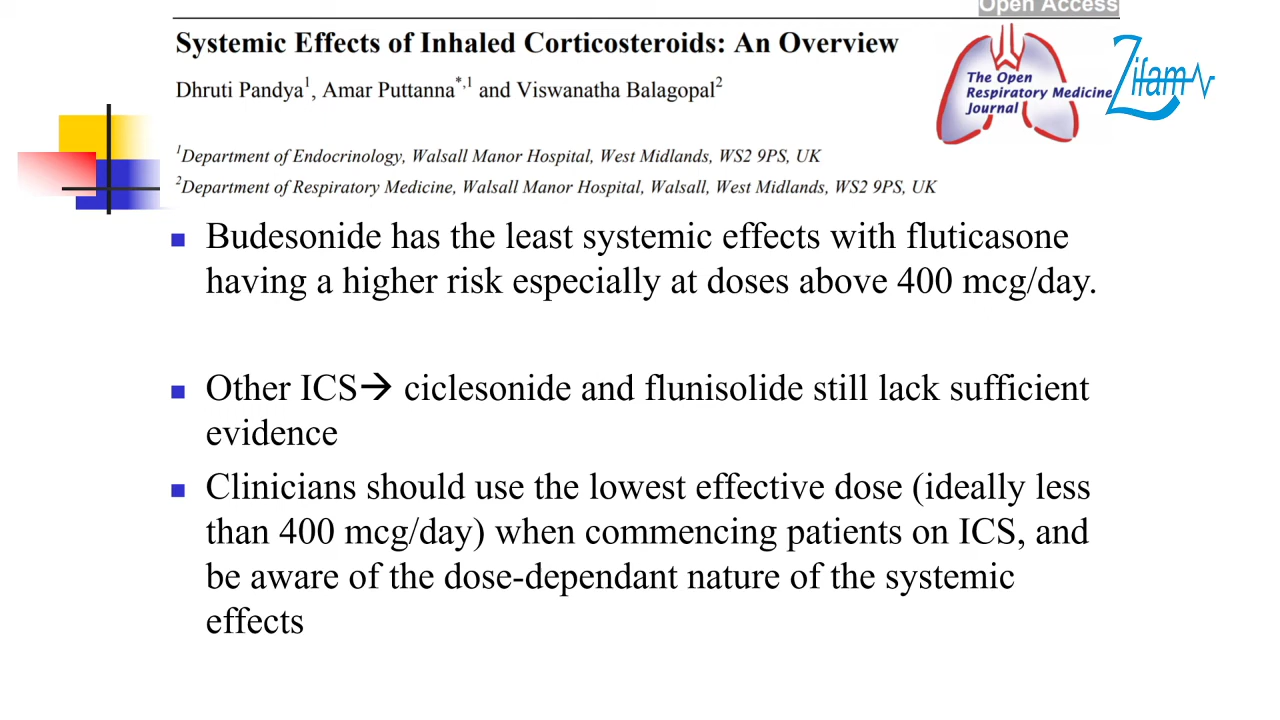 Open Access
Systemic Effects of Inhaled Corticosteroids: An Overview
Dhruti Pandya1, Amar Puttanna*,1 and Viswanatha Balagopal2
The Open
Respiratory Medicine
Journal
Zifam
1Department of Endocrinology, Walsall Manor Hospital, West Midlands, WS2 9PS, UK
2Department of Respiratory Medicine, Walsall Manor Hospital, Walsall, West Midlands, WS2 9PS, UK
Budesonide has the least systemic effects with fluticasone
having a higher risk especially at doses above 400 mcg/day.
Other ICS→ ciclesonide and flunisolide still lack sufficient
evidence
Clinicians should use the lowest effective dose (ideally less
than 400 mcg/day) when commencing patients on ICS, and
be aware of the dose-dependant nature of the systemic
effects